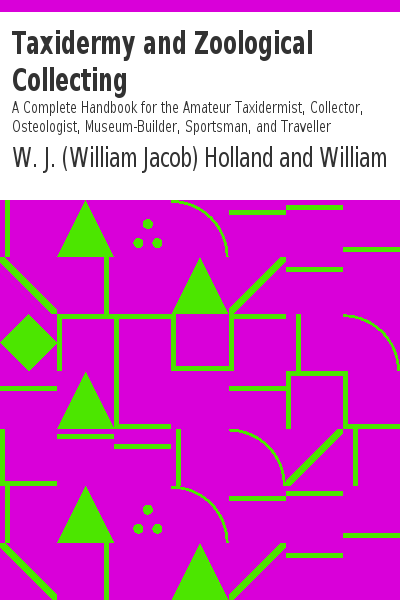 Taxidermy and Zoological
Collecting
A Complete Handbook for the Amateur Taxidermist, Collector,
Osteologist, Museum-Builder, Sportsman, and Traveller
W. J. (William Jacob) Holland and William